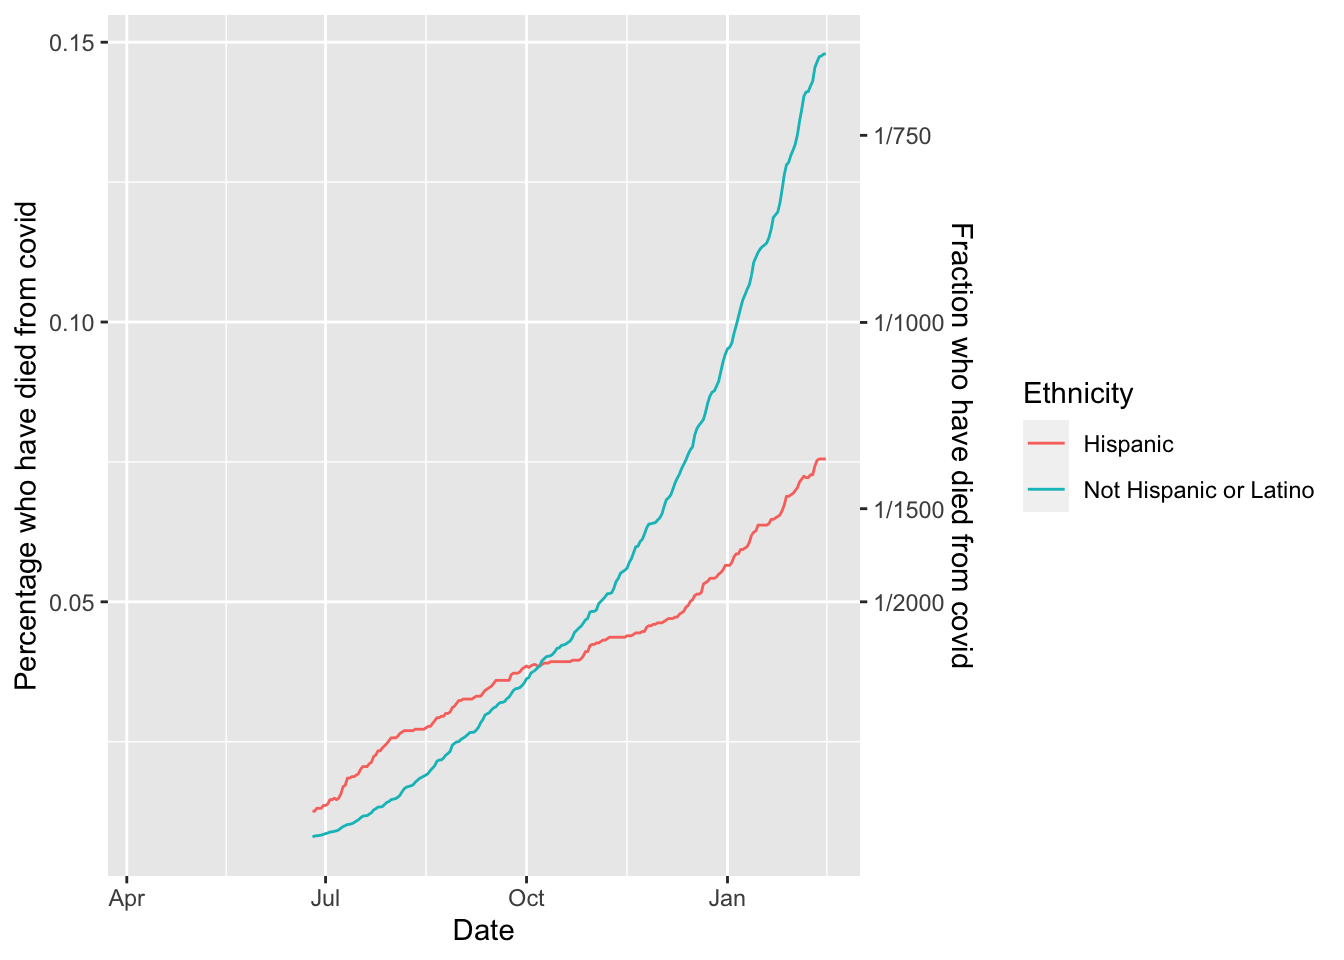 Percentage who have died from covid
0.15
0.10
0.05
Apr
Jul
Oct
Jan
Date
1/750
1/1000
1/1500
1/2000
Fraction who have died from covid
Ethnicity
Hispanic
Not Hispanic or Latino